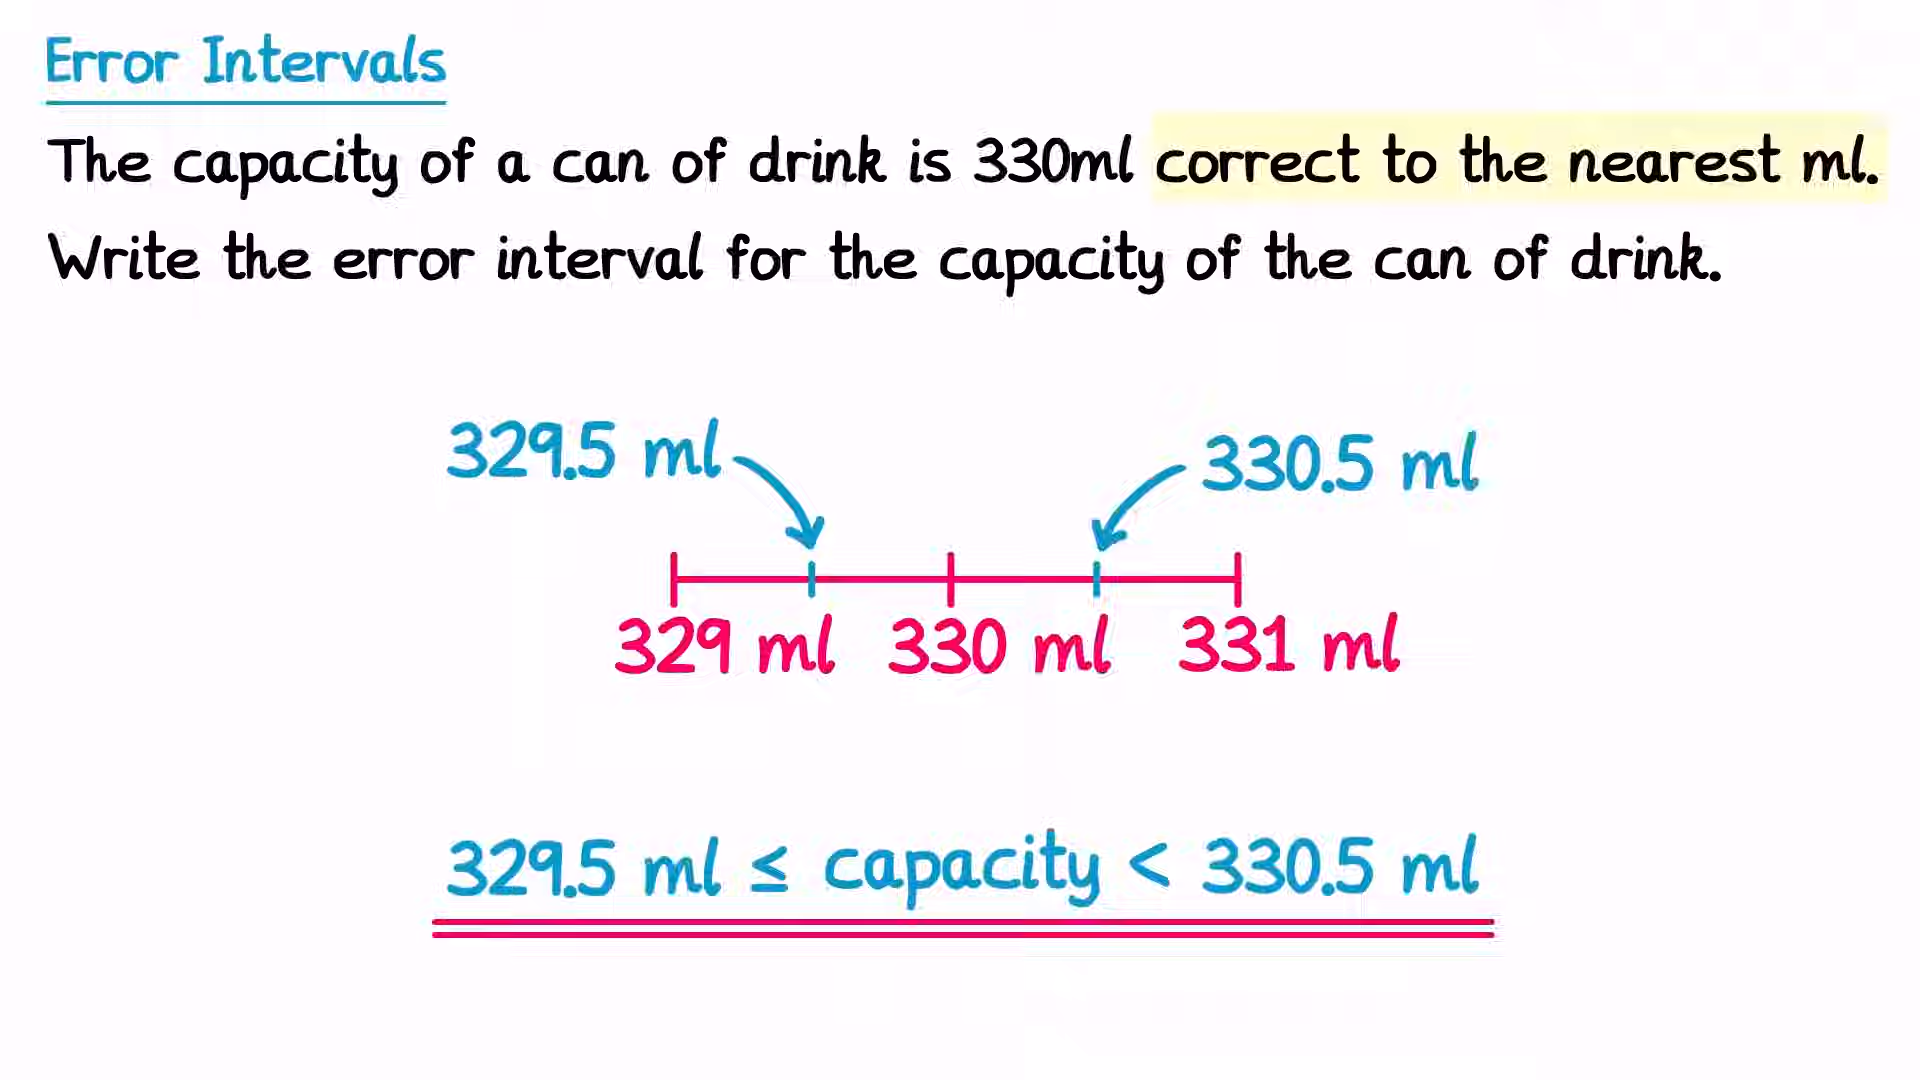 Error Intervals
The capacity of a can of drink is 330ml correct to the nearest ml.
Write the error interval for the capacity of the can of drink.
329.5 ml
330.5 ml
329 ml 330 ml 331 ml
329.5 ml ≤ capacity < 330.5 ml